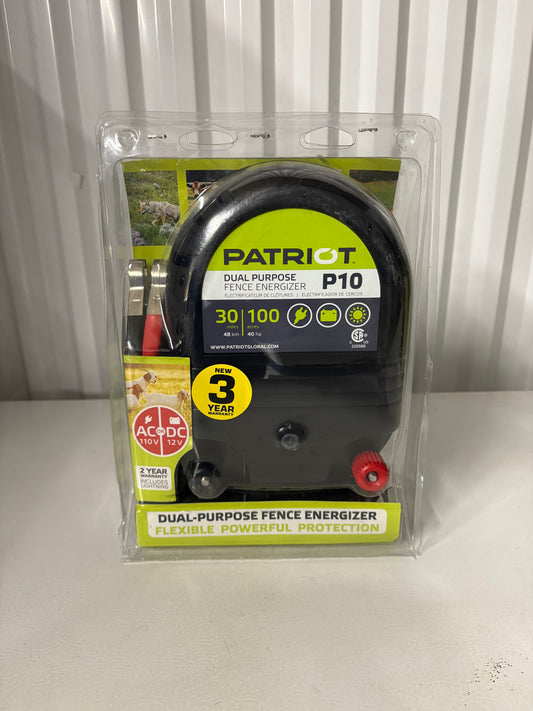 PATRIOT™
DUAL PURPOSE
FENCE ENERGIZER P10
ÉLECTRIFICATEUR DE CLÔTURES | ELECTRIFICADOR DE CERCOS
30 | 100
miles acres
48 km 40 ha
WWW.PATRIOTGLOBAL.COM
NEW
3
YEAR
WARRANTY
AC OR DC
110V 12V
2 YEAR
WARRANTY
INCLUDES
LIGHTNING
DUAL-PURPOSE FENCE ENERGIZER
FLEXIBLE POWERFUL PROTECTION